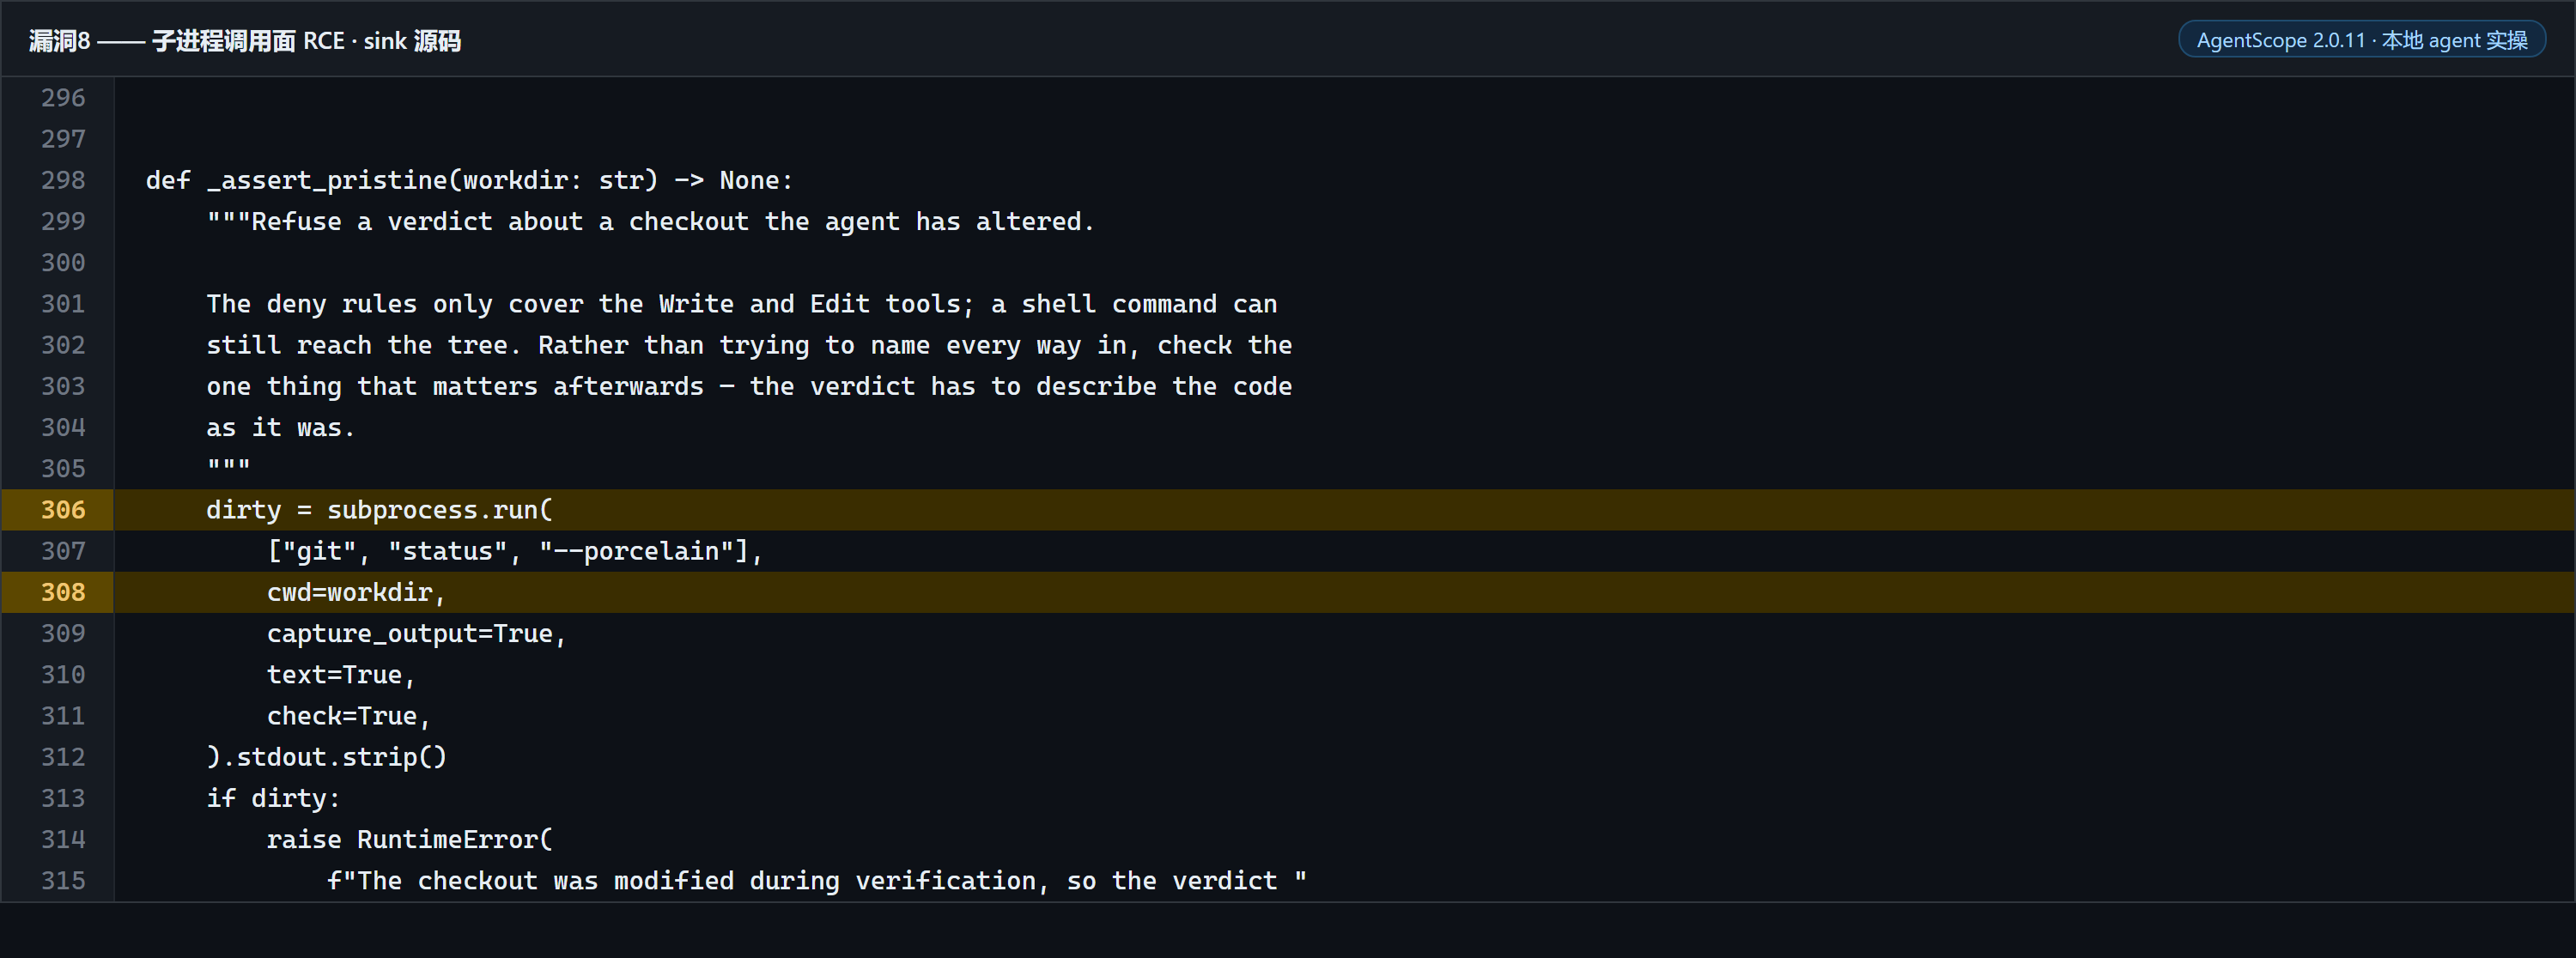 漏洞8 —— 子进程调用面 RCE · sink 源码
AgentScope 2.0.11 · 本地 agent 实操
296
297
298 def _assert_pristine(workdir: str) -> None:
299     """Refuse a verdict about a checkout the agent has altered.
300
301     The deny rules only cover the Write and Edit tools; a shell command can
302     still reach the tree. Rather than trying to name every way in, check the
303     one thing that matters afterwards — the verdict has to describe the code
304     as it was.
305     """
306     dirty = subprocess.run(
307         ["git", "status", "--porcelain"],
308         cwd=workdir,
309         capture_output=True,
310         text=True,
311         check=True,
312     ).stdout.strip()
313     if dirty:
314         raise RuntimeError(
315             f"The checkout was modified during verification, so the verdict "